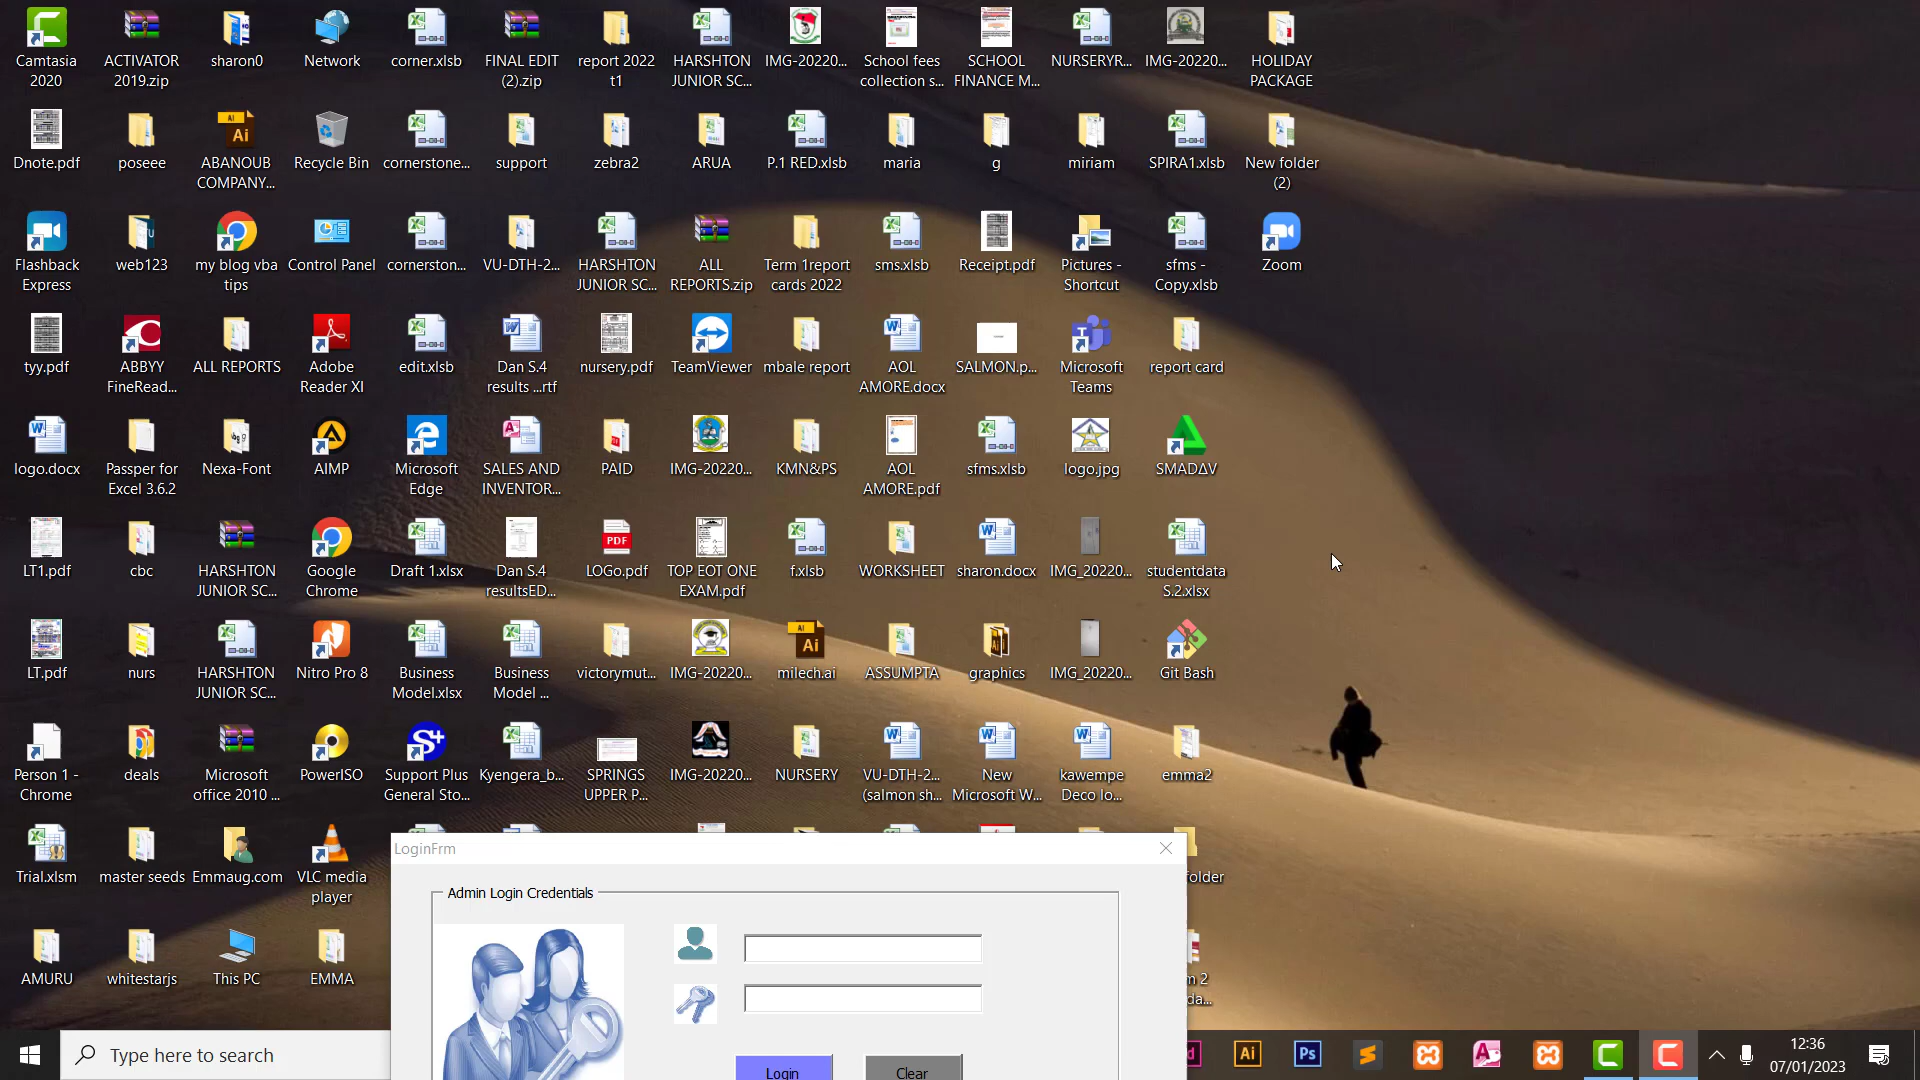 Camtasia
2020
ACTIVATOR
2019.zip
sharon0
Network
corner.xlsb
FINAL EDIT
(2).zip
report 2022
t1
HARSHTON
JUNIOR SC...
IMG-20220...
School fees
collection s...
SCHOOL
FINANCE M...
NURSERYR...
IMG-20220...
HOLIDAY
PACKAGE
Dnote.pdf
poseee
ABANOUB
COMPANY...
Recycle Bin
cornerstone...
support
zebra2
ARUA
P.1 RED.xlsb
maria
g
miriam
SPIRA1.xlsb
New folder
(2)
Flashback
Express
web123
my blog vba
tips
Control Panel
cornerston...
VU-DTH-2...
HARSHTON
JUNIOR SC...
ALL
REPORTS.zip
Term 1report
cards 2022
sms.xlsb
Receipt.pdf
Pictures -
Shortcut
sfms -
Copy.xlsb
Zoom
tyy.pdf
ABBYY
FineRead...
ALL REPORTS
Adobe
Reader XI
edit.xlsb
Dan S.4
results ...rtf
nursery.pdf
TeamViewer
mbale report
AOL
AMORE.docx
SALMON.p...
Microsoft
Teams
report card
logo.docx
Passper for
Excel 3.6.2
Nexa-Font
AIMP
Microsoft
Edge
SALES AND
INVENTOR...
PAID
IMG-20220...
KMN&PS
AOL
AMORE.pdf
sfms.xlsb
logo.jpg
SMAD∆V
LT1.pdf
cbc
HARSHTON
JUNIOR SC...
Google
Chrome
Draft 1.xlsx
Dan S.4
resultsED...
LOGo.pdf
TOP EOT ONE
EXAM.pdf
f.xlsb
WORKSHEET
sharon.docx
IMG_20220...
studentdata
S.2.xlsx
LT.pdf
nurs
HARSHTON
JUNIOR SC...
Nitro Pro 8
Business
Model.xlsx
Business
Model ...
victorymut...
IMG-20220...
milech.ai
ASSUMPTA
graphics
IMG_20220...
Git Bash
Person 1 -
Chrome
deals
Microsoft
office 2010 ...
PowerISO
Support Plus
General Sto...
Kyengera_b...
SPRINGS
UPPER P...
IMG-20220...
NURSERY
VU-DTH-2...
(salmon sh...
New
Microsoft W...
kawempe
Deco lo...
emma2
Trial.xlsm
master seeds
Emmaug.com
VLC media
player
AMURU
whitestarjs
This PC
EMMA
LoginFrm
Admin Login Credentials
Login
Clear
folder
m 2
da...
Type here to search
12:36
07/01/2023